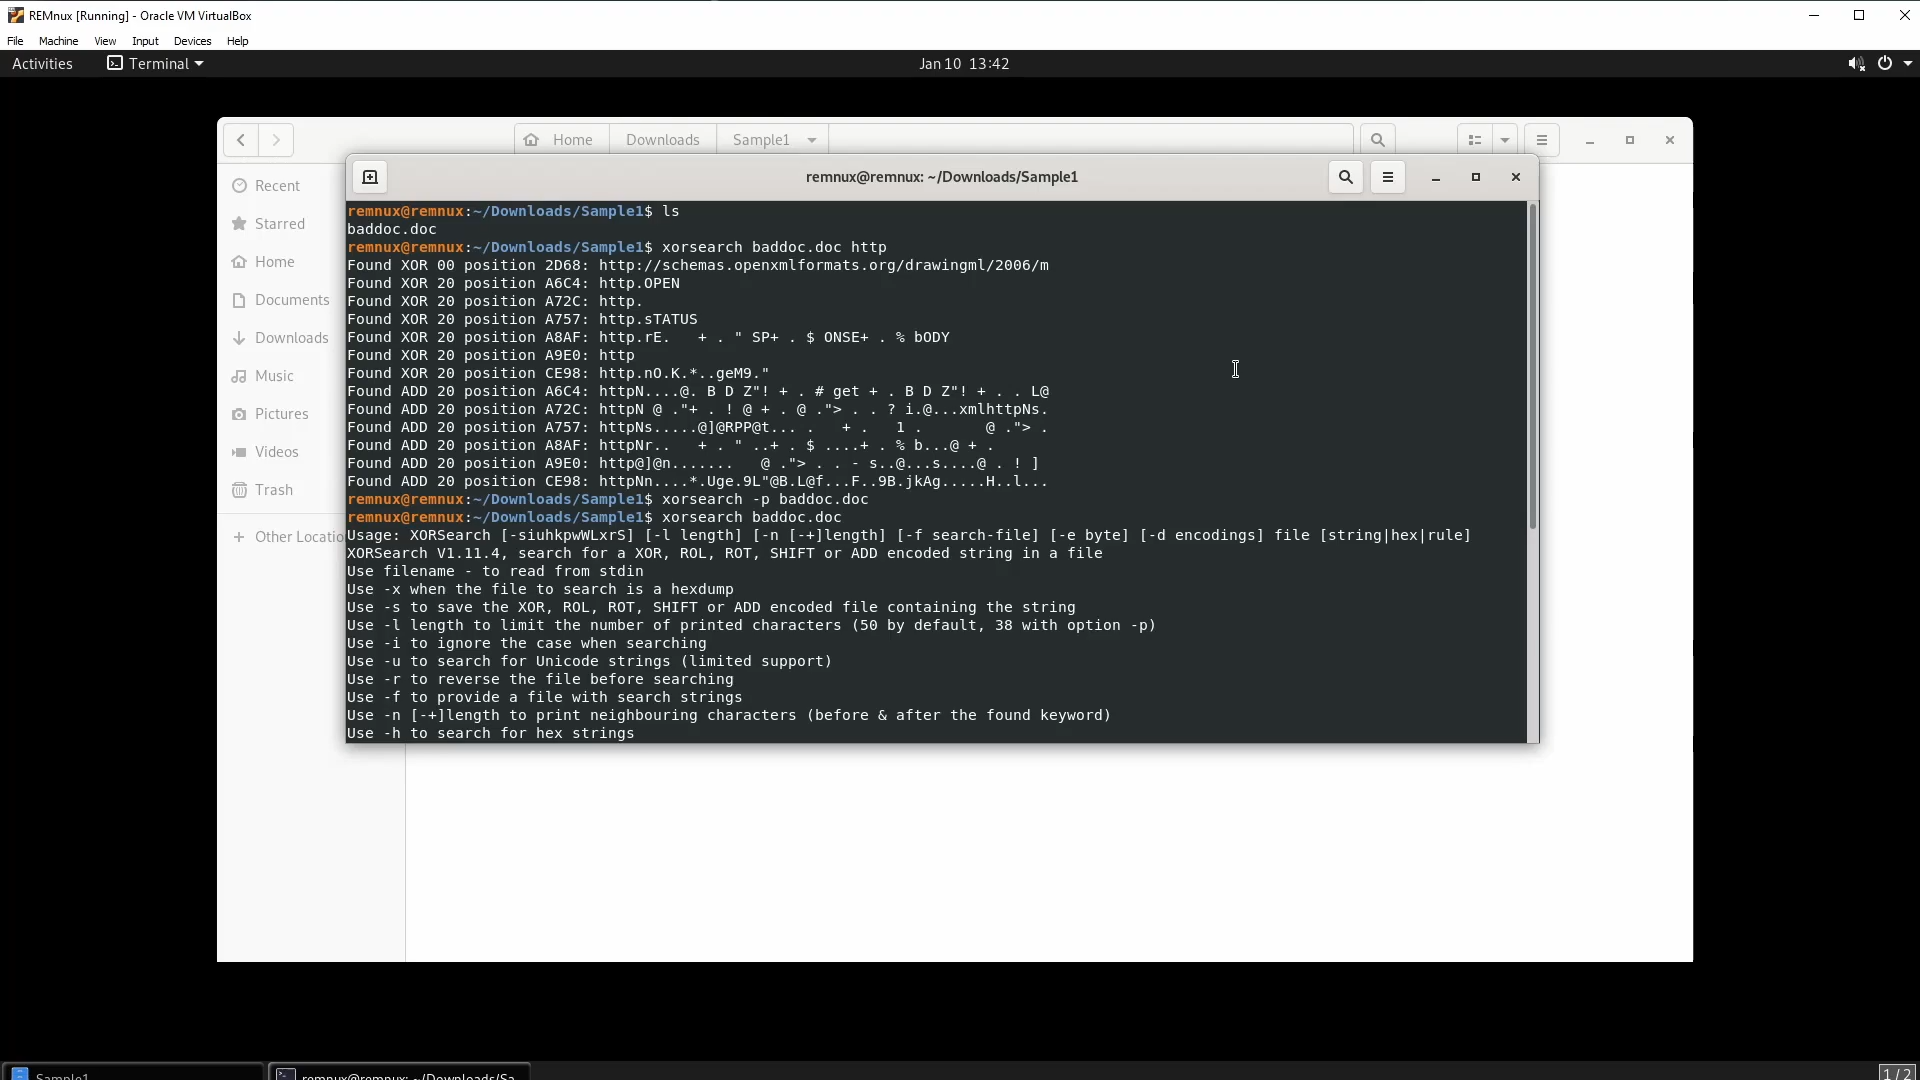 REMnux [Running] - Oracle VM VirtualBox
File Machine View Input Devices Help
Activities Terminal Jan 10 13:42
Home Downloads Sample1
remnux@remnux: ~/Downloads/Sample1
Recent
Starred
Home
Documents
Downloads
Music
Pictures
Videos
Trash
+ Other Locatio
remnux@remnux:~/Downloads/Sample1$ ls
baddoc.doc
remnux@remnux:~/Downloads/Sample1$ xorsearch baddoc.doc http
Found XOR 00 position 2D68: http://schemas.openxmlformats.org/drawingml/2006/m
Found XOR 20 position A6C4: http.OPEN
Found XOR 20 position A72C: http.
Found XOR 20 position A757: http.sTATUS
Found XOR 20 position A8AF: http.rE.   + . " SP+ . $ ONSE+ . % bODY
Found XOR 20 position A9E0: http
Found XOR 20 position CE98: http.nO.K.*..geM9."
Found ADD 20 position A6C4: httpN....@. B D Z"! + . # get + . B D Z"! + . . L@
Found ADD 20 position A72C: httpN @ ."+ . ! @ + . @ ."> . . ? i.@...xmlhttpNs.
Found ADD 20 position A757: httpNs.....@]@RPP@t... .   + .   1 .       @ ."> .
Found ADD 20 position A8AF: httpNr..   + . " ..+ . $ ....+ . % b...@ + .
Found ADD 20 position A9E0: http@]@n.......   @ ."> . . - s..@...s....@ . ! ]
Found ADD 20 position CE98: httpNn....*.Uge.9L"@B.L@f...F..9B.jkAg.....H..l...
remnux@remnux:~/Downloads/Sample1$ xorsearch -p baddoc.doc
remnux@remnux:~/Downloads/Sample1$ xorsearch baddoc.doc
Usage: XORSearch [-siuhkpwWLxrS] [-l length] [-n [-+]length] [-f search-file] [-e byte] [-d encodings] file [string|hex|rule]
XORSearch V1.11.4, search for a XOR, ROL, ROT, SHIFT or ADD encoded string in a file
Use filename - to read from stdin
Use -x when the file to search is a hexdump
Use -s to save the XOR, ROL, ROT, SHIFT or ADD encoded file containing the string
Use -l length to limit the number of printed characters (50 by default, 38 with option -p)
Use -i to ignore the case when searching
Use -u to search for Unicode strings (limited support)
Use -r to reverse the file before searching
Use -f to provide a file with search strings
Use -n [-+]length to print neighbouring characters (before & after the found keyword)
Use -h to search for hex strings
Sample1 remnux@remnux: ~/Downloads/Sa... 1 / 2